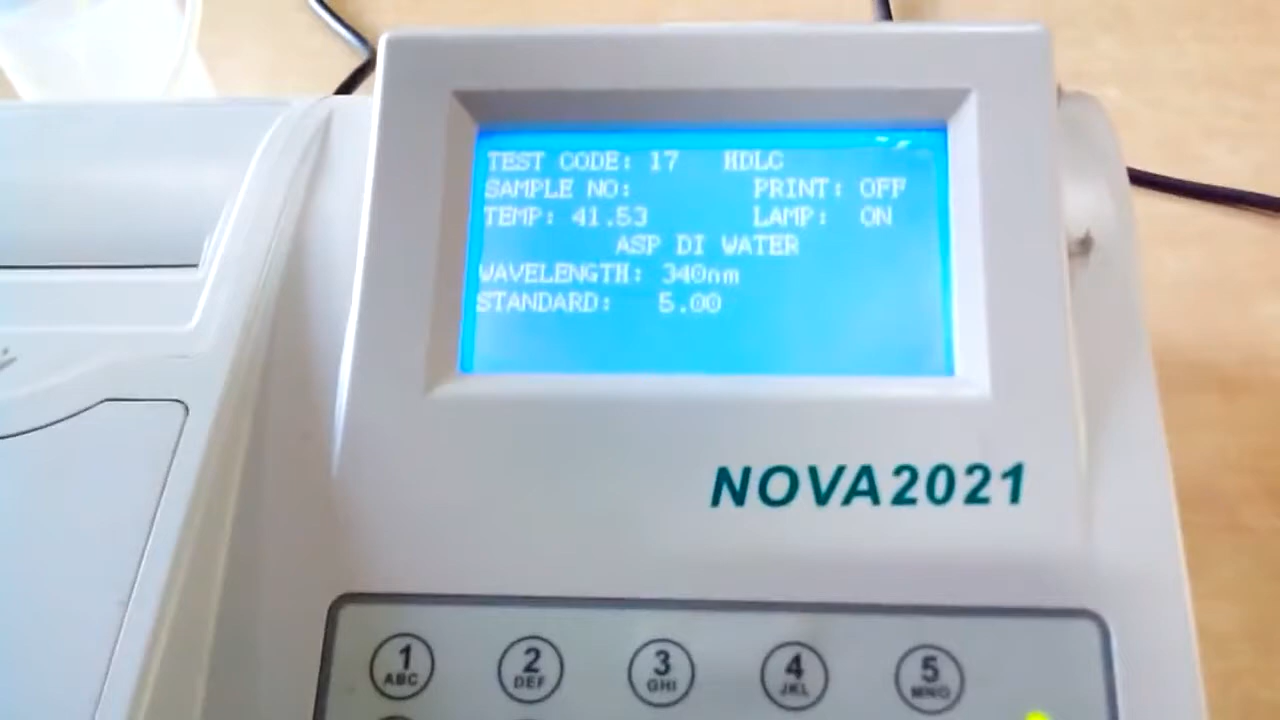 TEST CODE: 17 HDLC
SAMPLE NO: PRINT: OFF
TEMP: 41.53 LAMP: ON
ASP DI WATER
WAVELENGTH: 340nm
STANDARD: 5.00
NOVA2021
1 2 3 4 5
ABC DEF GHI JKL MNO